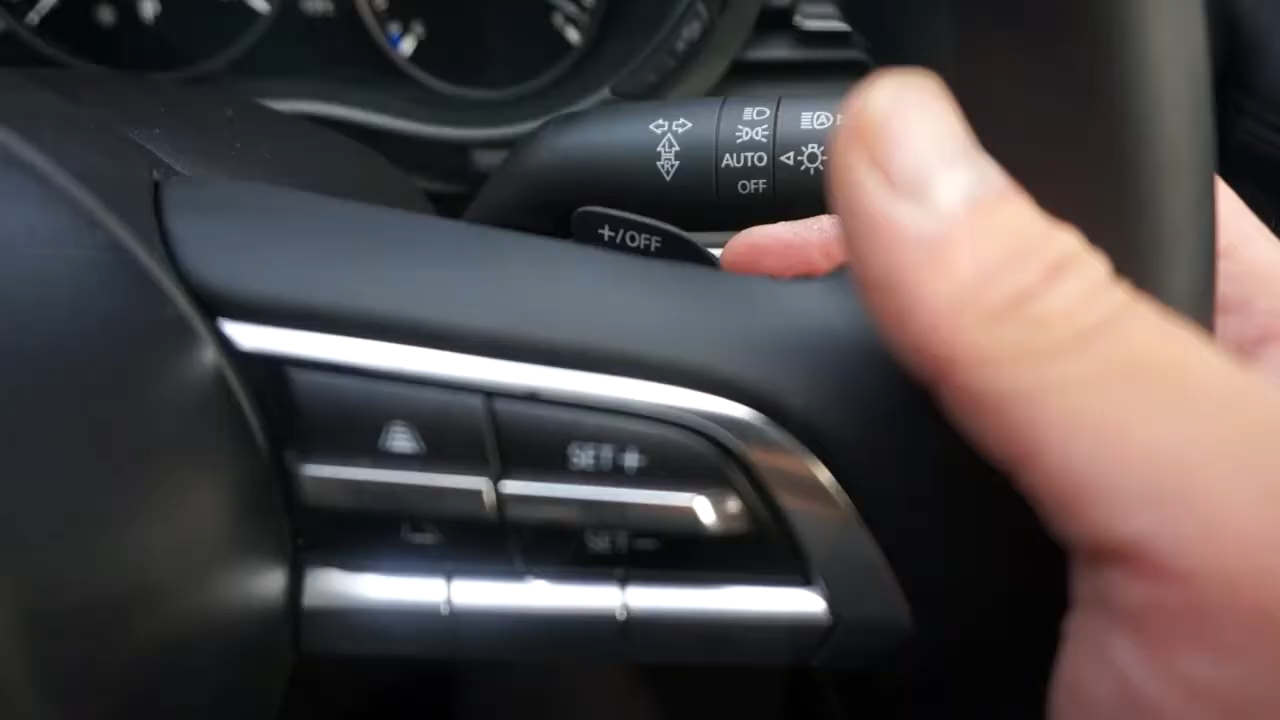 L
R
AUTO
OFF
A
+/OFF
SET+
SET−